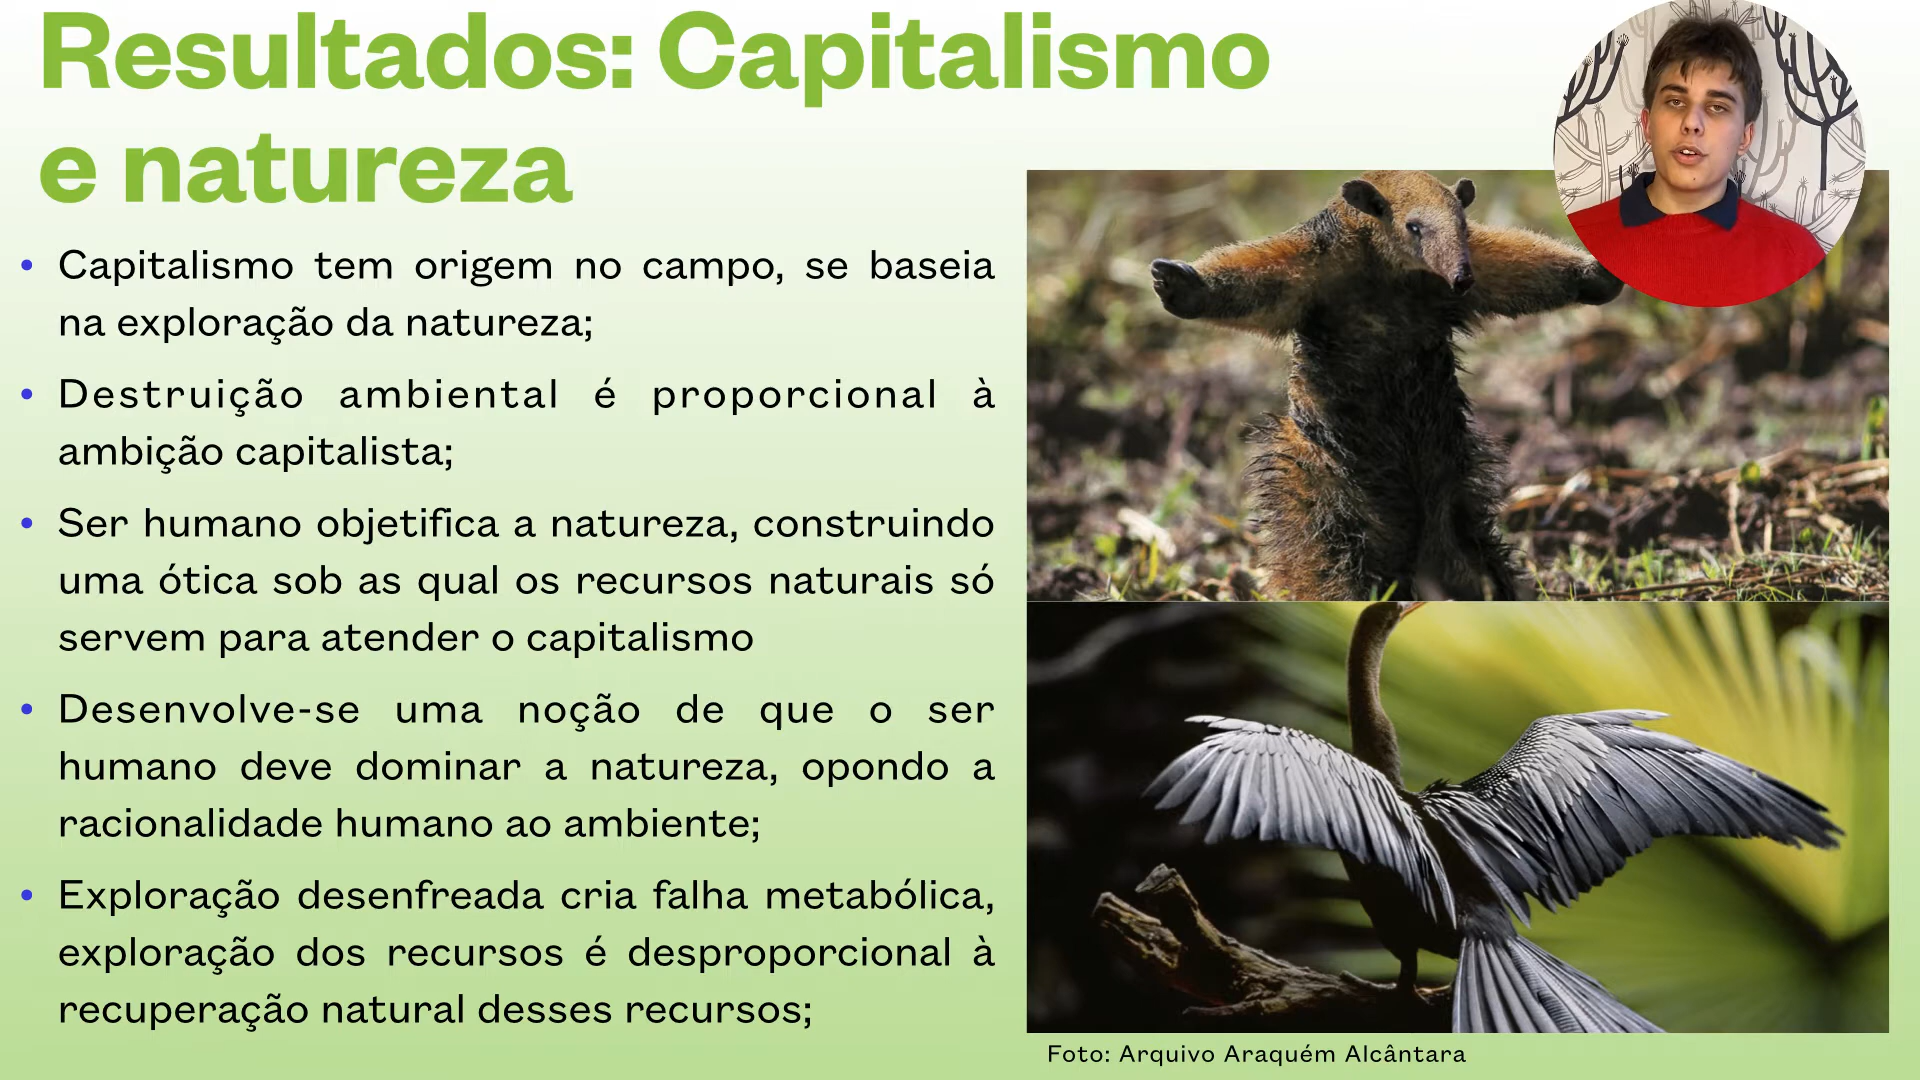 Resultados: Capitalismo
e natureza
• Capitalismo tem origem no campo, se baseia
na exploração da natureza;
• Destruição ambiental é proporcional à
ambição capitalista;
• Ser humano objetifica a natureza, construindo
uma ótica sob as qual os recursos naturais só
servem para atender o capitalismo
• Desenvolve-se uma noção de que o ser
humano deve dominar a natureza, opondo a
racionalidade humano ao ambiente;
• Exploração desenfreada cria falha metabólica,
exploração dos recursos é desproporcional à
recuperação natural desses recursos;
Foto: Arquivo Araquém Alcântara